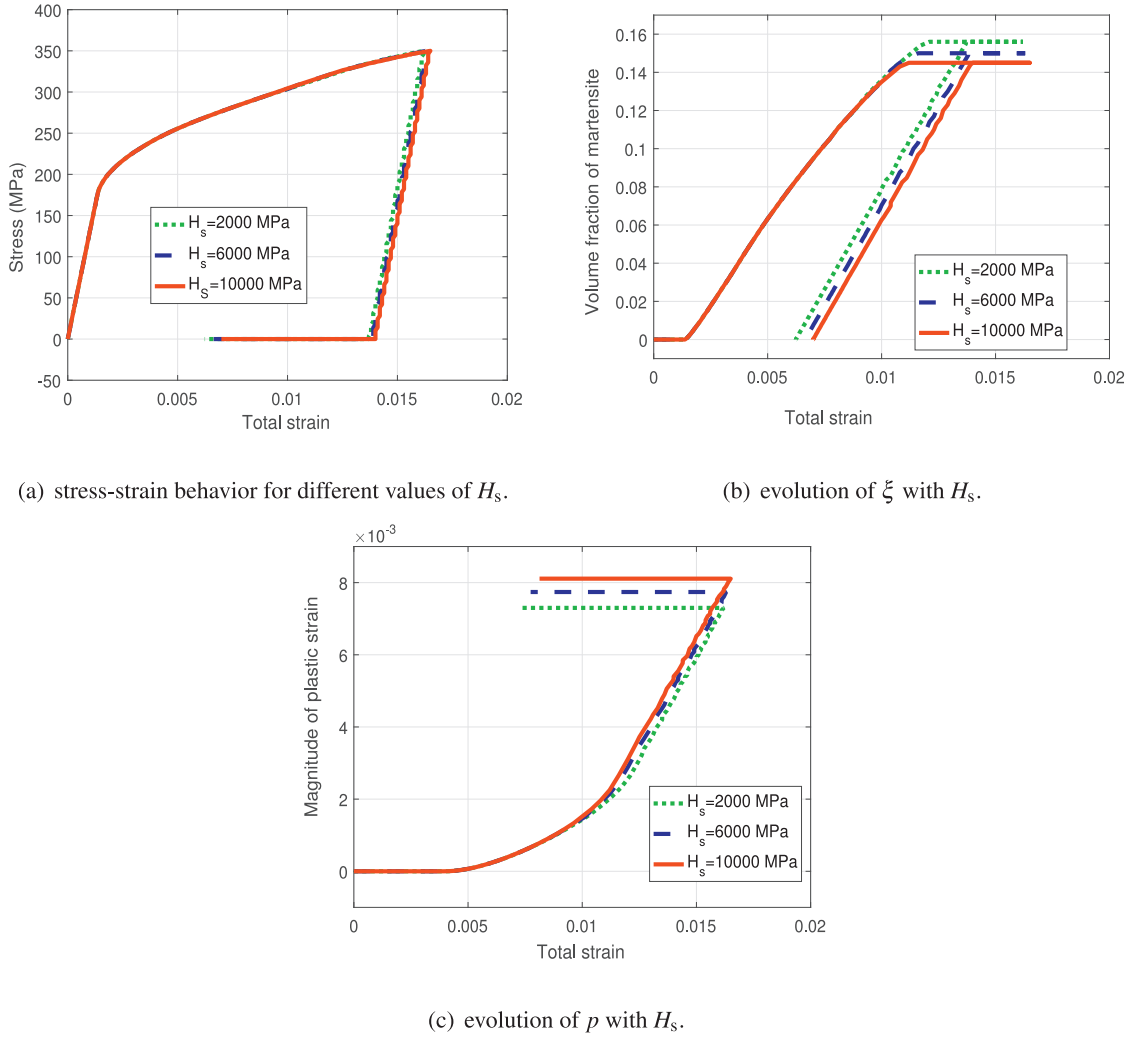 400
350
300
250
200
150
100
50
0
-50
Stress (MPa)
H_s=2000 MPa
H_s=6000 MPa
H_S=10000 MPa
0 0.005 0.01 0.015 0.02
Total strain
(a) stress-strain behavior for different values of H_s.
0.16
0.14
0.12
0.1
0.08
0.06
0.04
0.02
0
Volume fraction of martensite
H_s=2000 MPa
H_s=6000 MPa
H_s=10000 MPa
0 0.005 0.01 0.015 0.02
Total strain
(b) evolution of ξ with H_s.
×10^-3
8
6
4
2
0
Magnitude of plastic strain
H_s=2000 MPa
H_s=6000 MPa
H_s=10000 MPa
0 0.005 0.01 0.015 0.02
Total strain
(c) evolution of p with H_s.